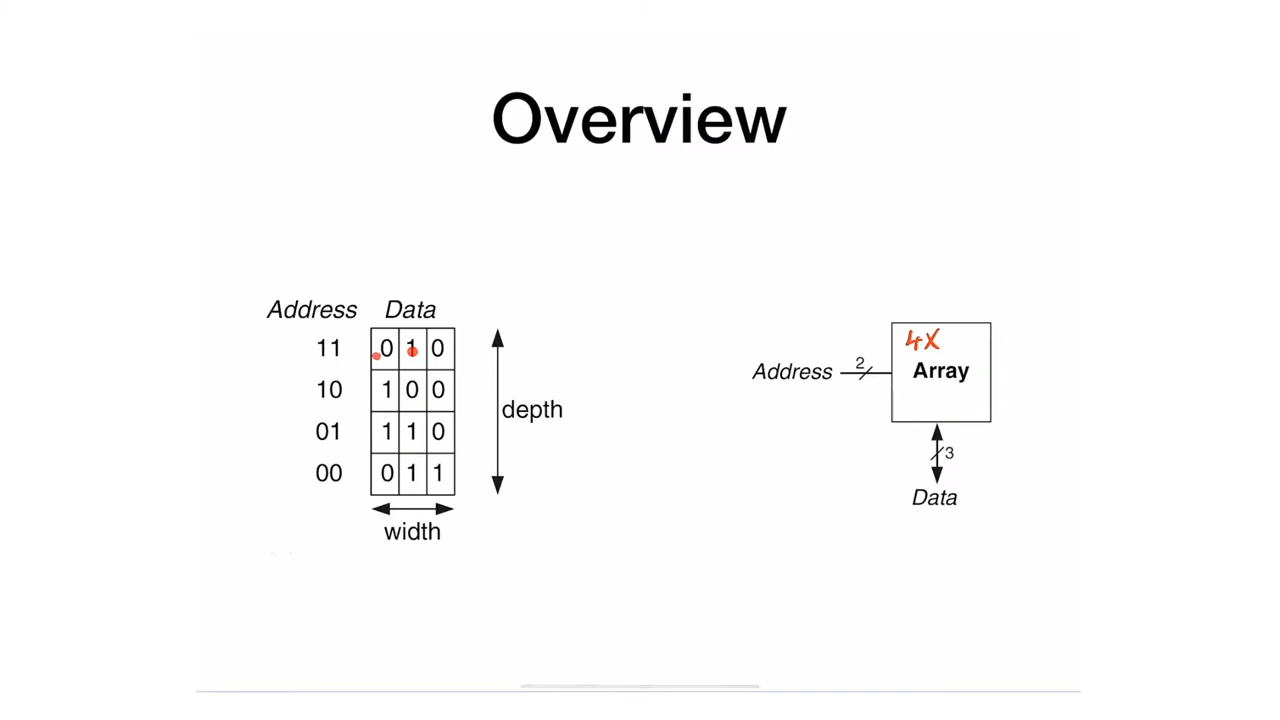 Overview
Address Data
11 0 1 0
10 1 0 0
01 1 1 0
00 0 1 1
depth
width
4X
Address 2 Array
3
Data